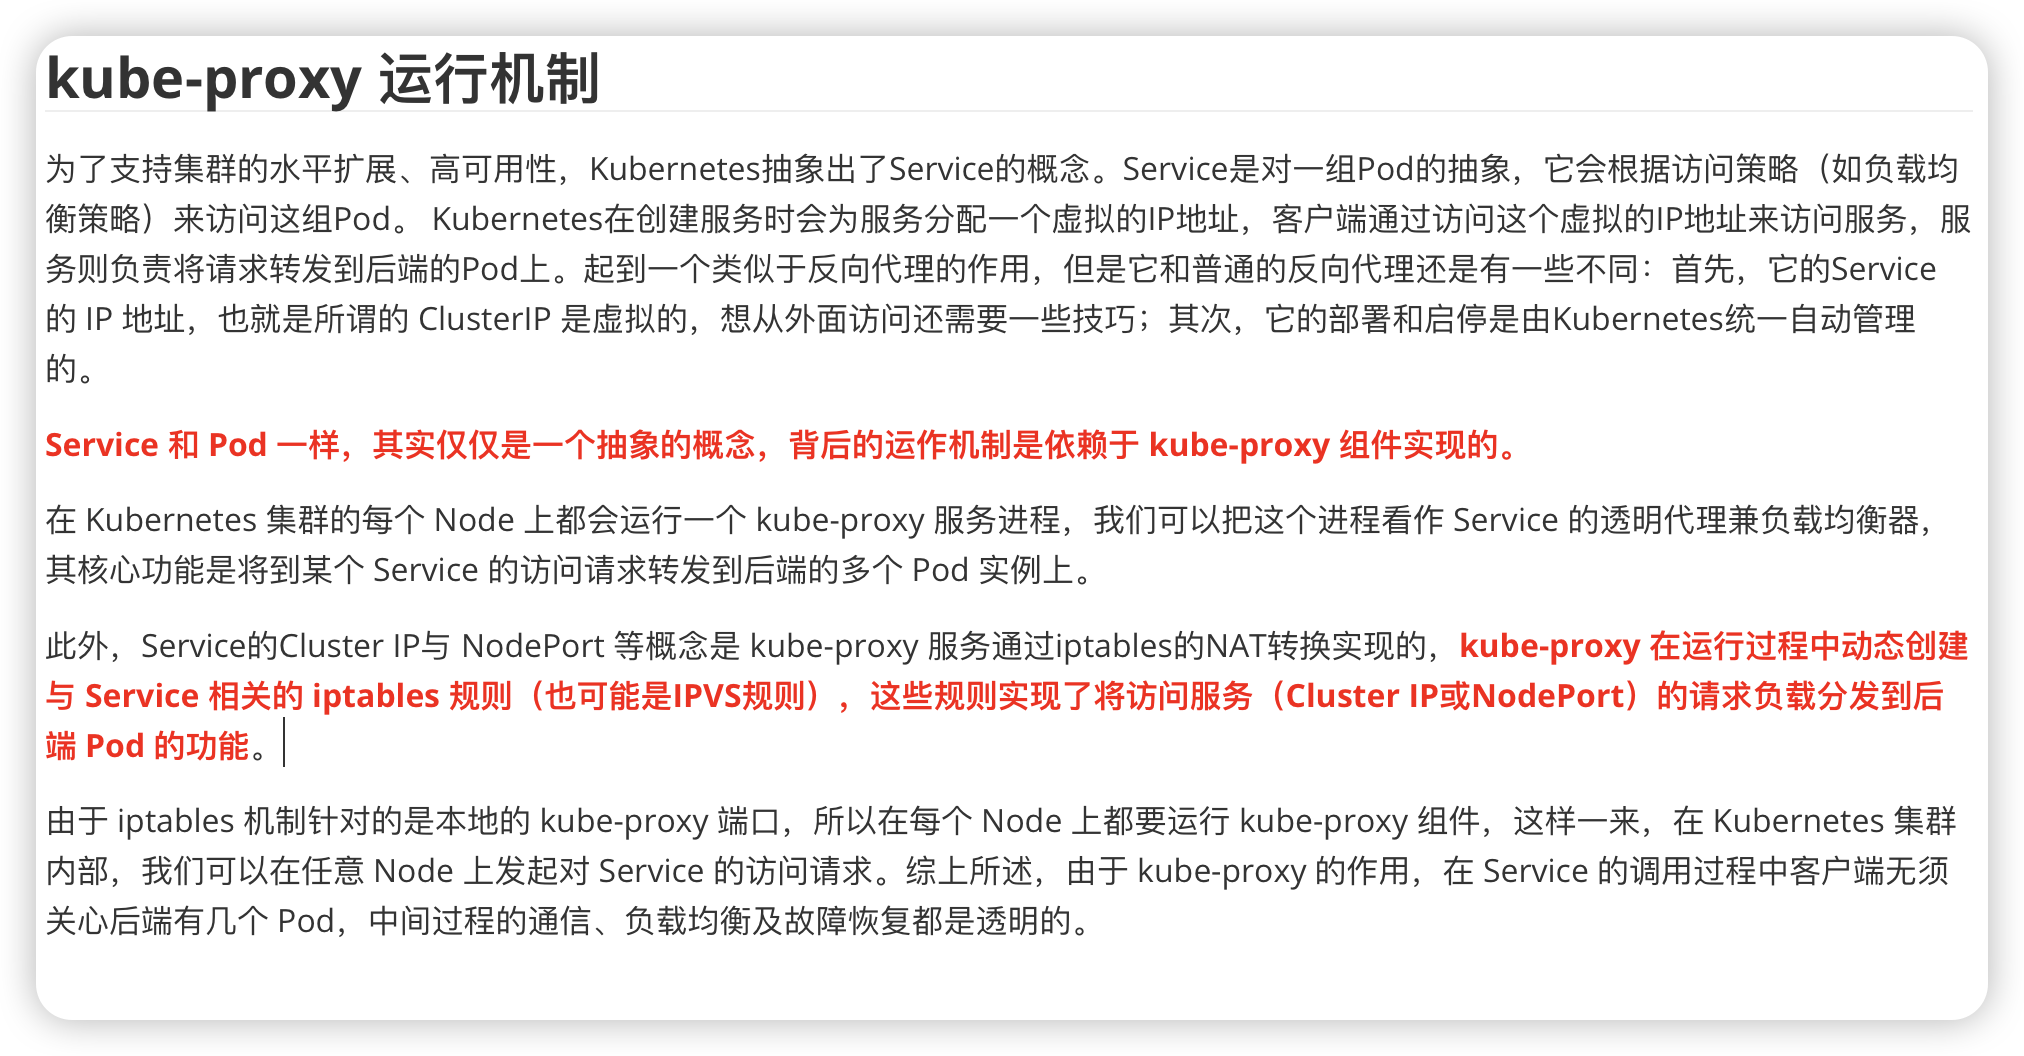 kube-proxy 运行机制
为了支持集群的水平扩展、高可用性，Kubernetes抽象出了Service的概念。Service是对一组Pod的抽象，它会根据访问策略（如负载均
衡策略）来访问这组Pod。 Kubernetes在创建服务时会为服务分配一个虚拟的IP地址，客户端通过访问这个虚拟的IP地址来访问服务，服
务则负责将请求转发到后端的Pod上。起到一个类似于反向代理的作用，但是它和普通的反向代理还是有一些不同：首先，它的Service
的 IP 地址，也就是所谓的 ClusterIP 是虚拟的，想从外面访问还需要一些技巧；其次，它的部署和启停是由Kubernetes统一自动管理
的。
Service 和 Pod 一样，其实仅仅是一个抽象的概念，背后的运作机制是依赖于 kube-proxy 组件实现的。
在 Kubernetes 集群的每个 Node 上都会运行一个 kube-proxy 服务进程，我们可以把这个进程看作 Service 的透明代理兼负载均衡器，
其核心功能是将到某个 Service 的访问请求转发到后端的多个 Pod 实例上。
此外，Service的Cluster IP与 NodePort 等概念是 kube-proxy 服务通过iptables的NAT转换实现的，kube-proxy 在运行过程中动态创建
与 Service 相关的 iptables 规则（也可能是IPVS规则），这些规则实现了将访问服务（Cluster IP或NodePort）的请求负载分发到后
端 Pod 的功能。
由于 iptables 机制针对的是本地的 kube-proxy 端口，所以在每个 Node 上都要运行 kube-proxy 组件，这样一来，在 Kubernetes 集群
内部，我们可以在任意 Node 上发起对 Service 的访问请求。综上所述，由于 kube-proxy 的作用，在 Service 的调用过程中客户端无须
关心后端有几个 Pod，中间过程的通信、负载均衡及故障恢复都是透明的。